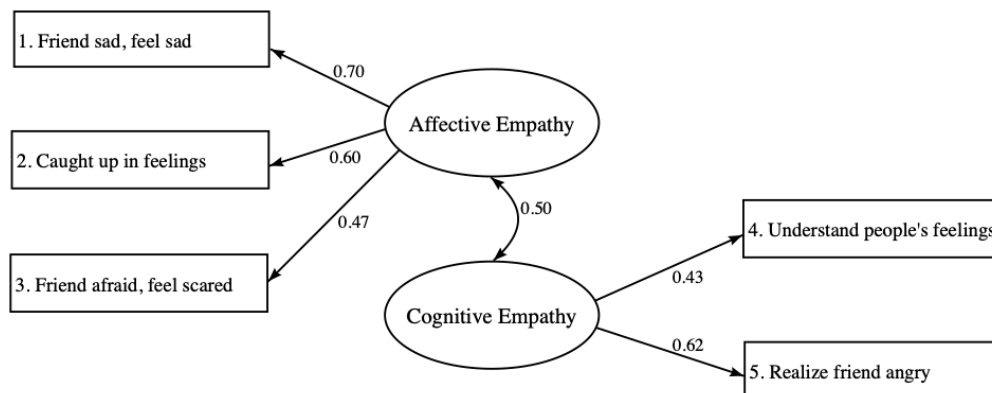 1. Friend sad, feel sad
0.70
Affective Empathy
2. Caught up in feelings
0.60
0.47
0.50
4. Understand people's feelings
3. Friend afraid, feel scared
0.43
Cognitive Empathy
0.62
5. Realize friend angry